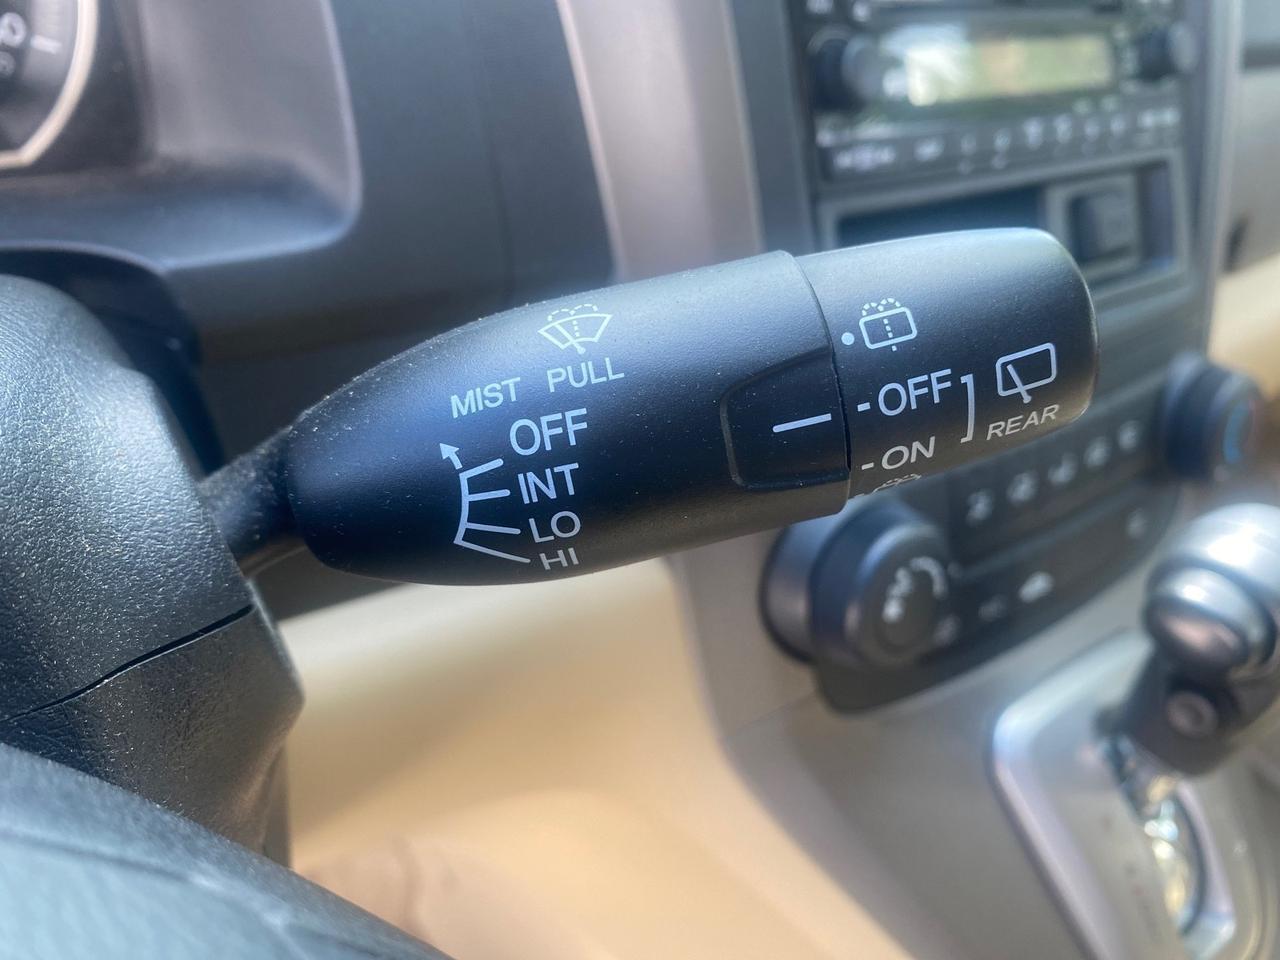 MIST PULL
OFF
INT
LO
HI
-OFF
-ON
REAR